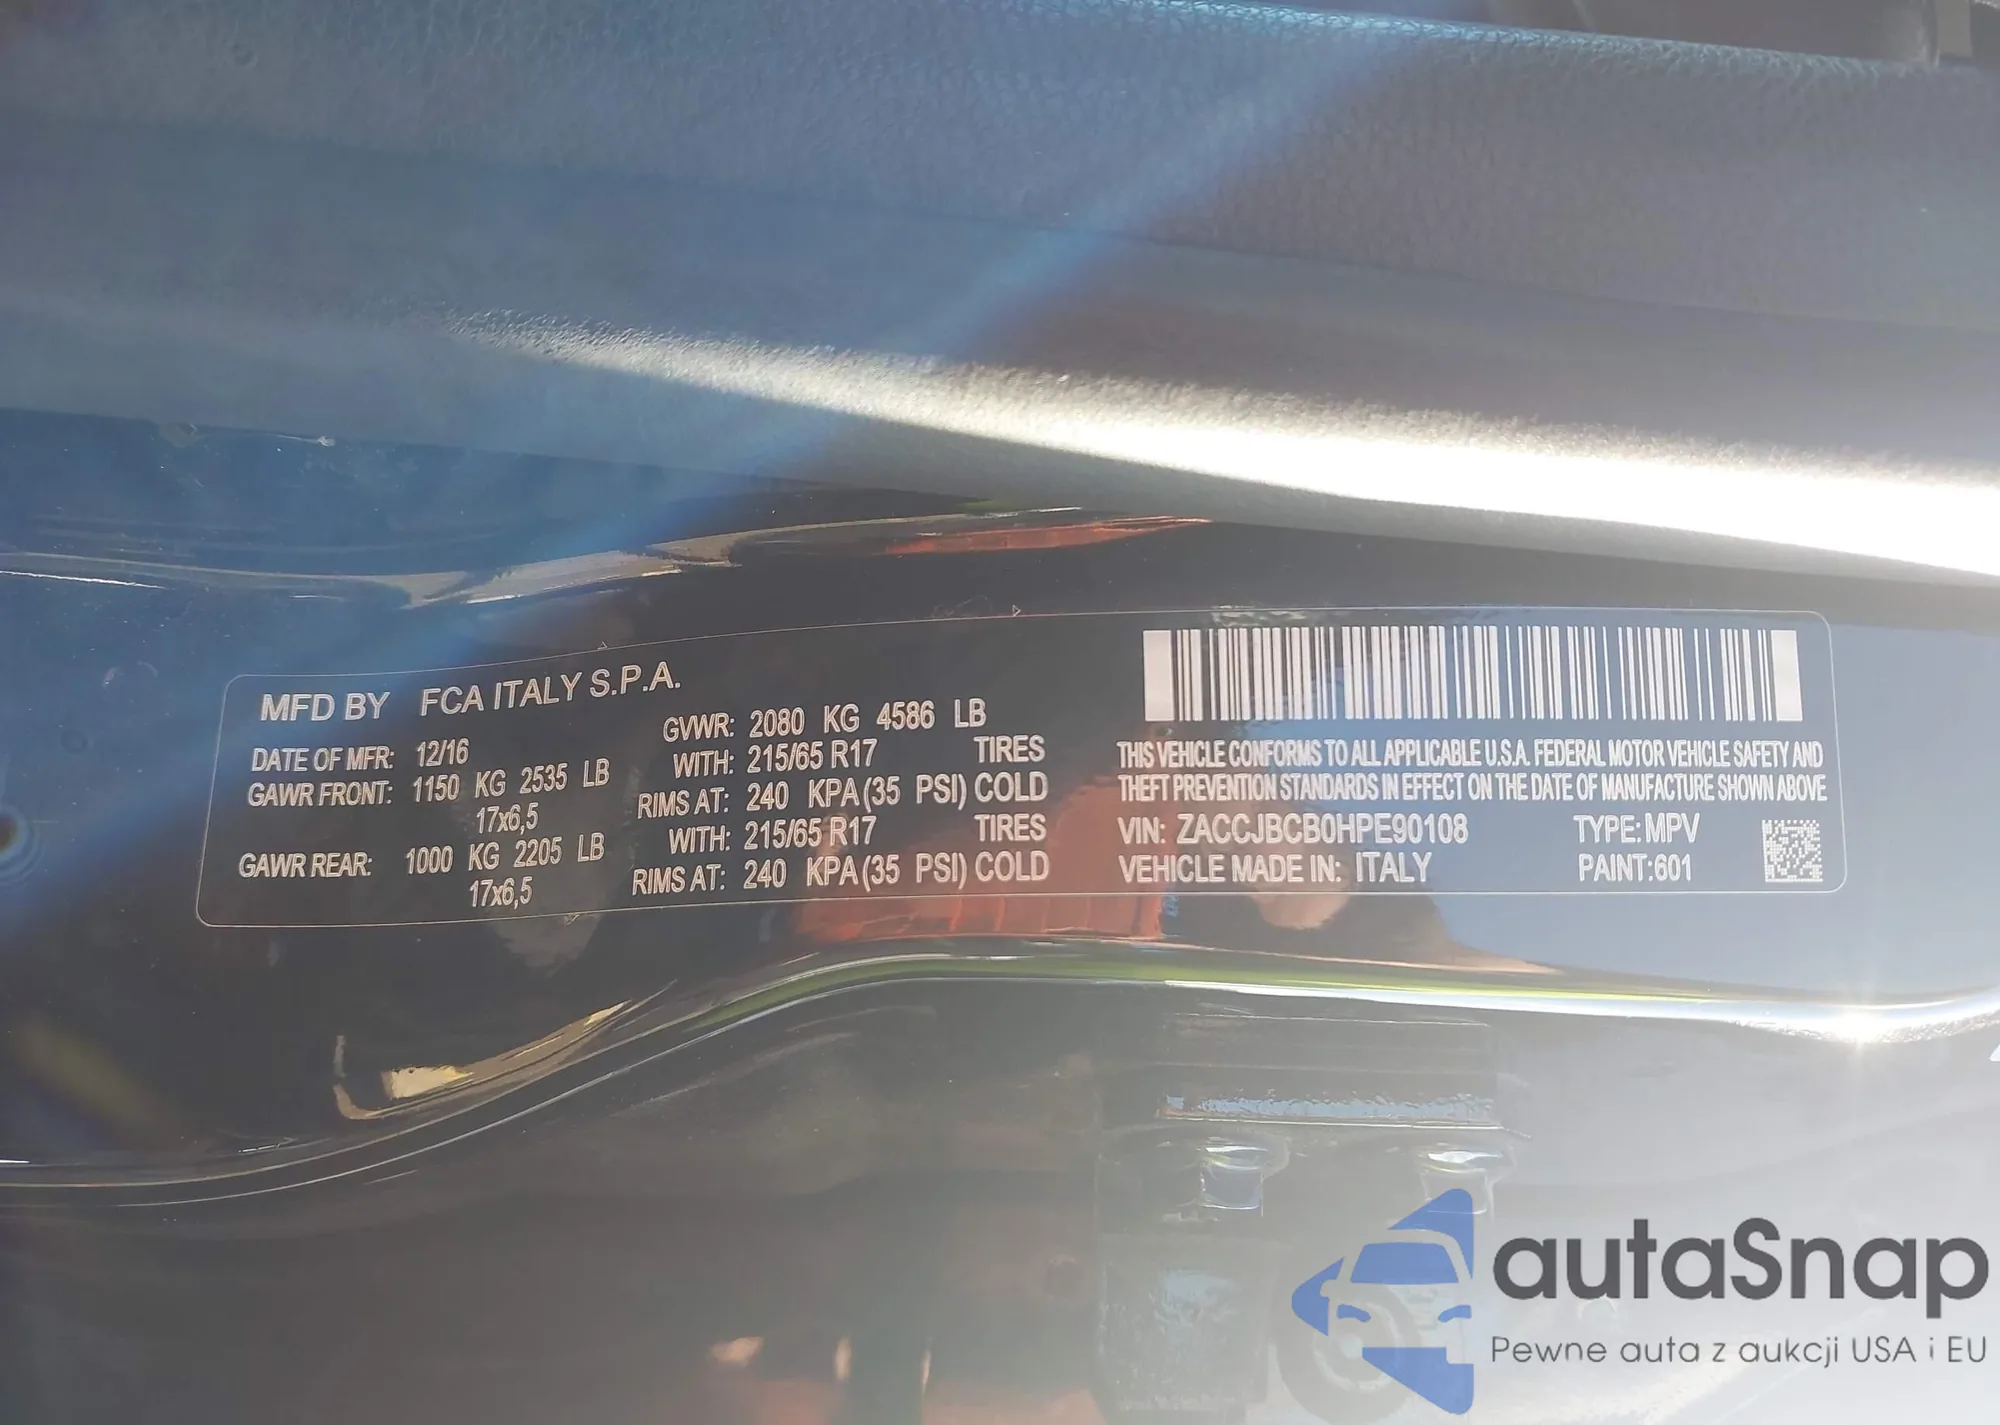 MFD BY FCA ITALY S.P.A.
DATE OF MFR: 12/16
GVWR: 2080 KG 4586 LB
GAWR FRONT: 1150 KG 2535 LB
WITH: 215/65 R17 TIRES
17x6,5
RIMS AT: 240 KPA (35 PSI) COLD
GAWR REAR: 1000 KG 2205 LB
WITH: 215/65 R17 TIRES
17x6,5
RIMS AT: 240 KPA (35 PSI) COLD
THIS VEHICLE CONFORMS TO ALL APPLICABLE U.S.A. FEDERAL MOTOR VEHICLE SAFETY AND
THEFT PREVENTION STANDARDS IN EFFECT ON THE DATE OF MANUFACTURE SHOWN ABOVE
VIN: ZACCJBCB0HPE90108 TYPE: MPV
VEHICLE MADE IN: ITALY PAINT:601
autaSnap
Pewne auta z aukcji USA i EU